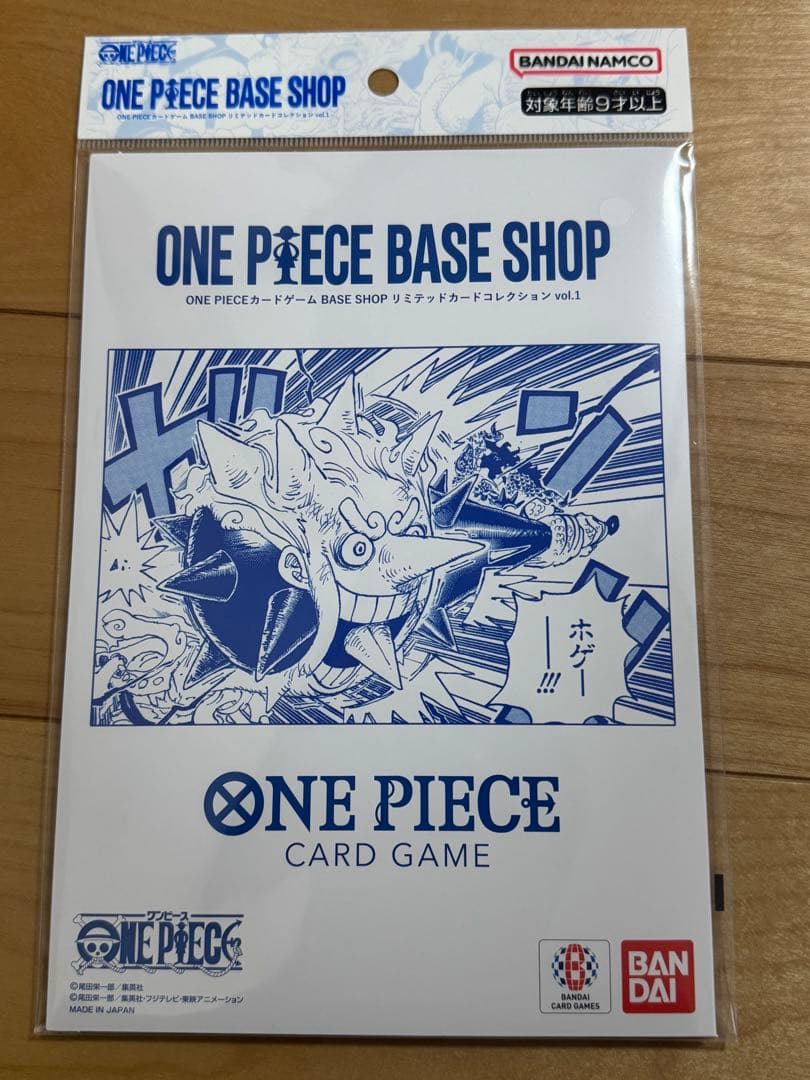 ONE PIECE
BANDAI NAMCO
ONE PIECE BASE SHOP
ONE PIECEカードゲーム BASE SHOP リミテッドカードコレクション vol.1
対象年齢9才以上
ONE PIECE BASE SHOP
ONE PIECEカードゲーム BASE SHOP リミテッドカードコレクション vol.1
ホゲー
ー!!!
ONE PIECE
CARD GAME
ワンピース
ONE PIECE
©尾田栄一郎/集英社
©尾田栄一郎/集英社・フジテレビ・東映アニメーション
MADE IN JAPAN
BANDAI
CARD GAMES
BAN
DAI